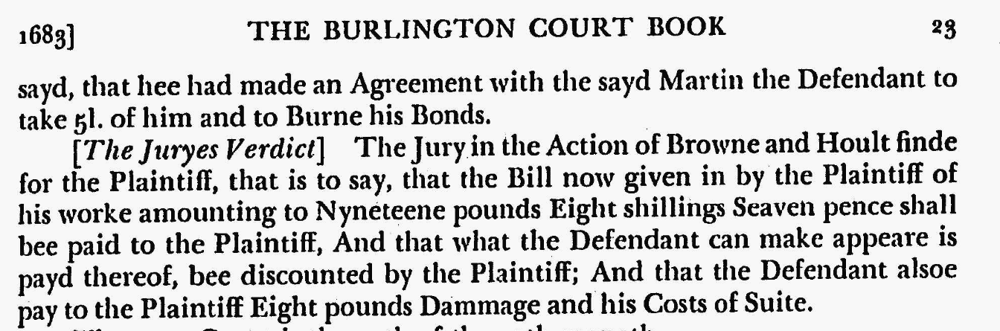 1683] THE BURLINGTON COURT BOOK 23
sayd, that hee had made an Agreement with the sayd Martin the Defendant to
take 5l. of him and to Burne his Bonds.
[The Juryes Verdict] The Jury in the Action of Browne and Hoult finde
for the Plaintiff, that is to say, that the Bill now given in by the Plaintiff of
his worke amounting to Nyneteene pounds Eight shillings Seaven pence shall
bee paid to the Plaintiff, And that what the Defendant can make appeare is
payd thereof, bee discounted by the Plaintiff; And that the Defendant alsoe
pay to the Plaintiff Eight pounds Dammage and his Costs of Suite.